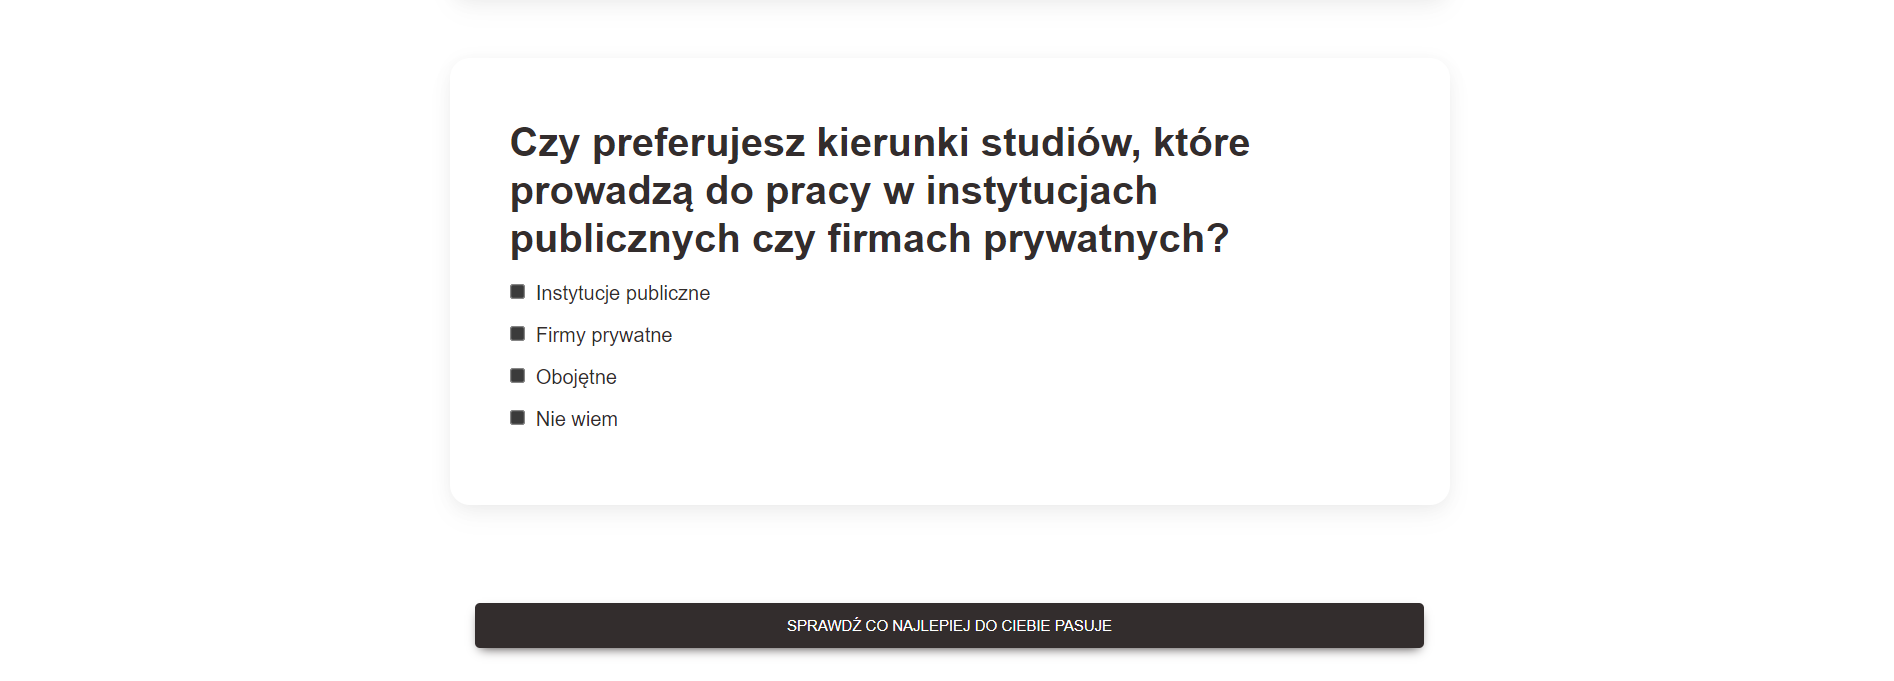 Czy preferujesz kierunki studiów, które
prowadzą do pracy w instytucjach
publicznych czy firmach prywatnych?
Instytucje publiczne
Firmy prywatne
Obojętne
Nie wiem
SPRAWDŹ CO NAJLEPIEJ DO CIEBIE PASUJE